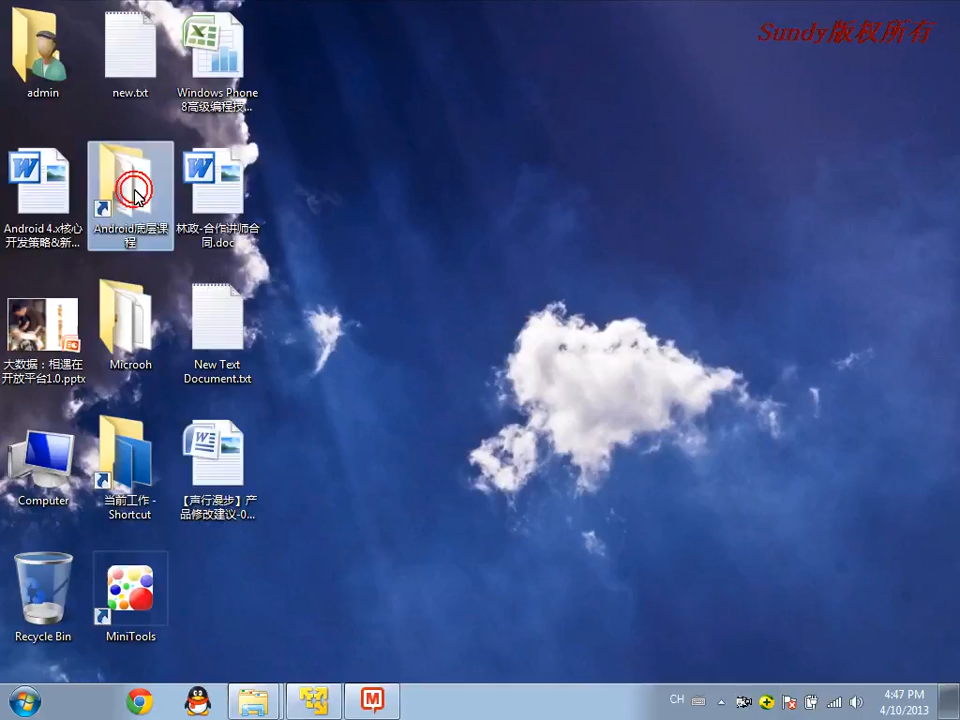 Sundy版权所有
admin
new.txt
Windows Phone
8高级编程技...
Android 4.x核心
开发策略&新...
Android底层课
程
林政-合作讲师合
同.doc
大数据：相遇在
开放平台1.0.pptx
Microoh
New Text
Document.txt
Computer
当前工作 -
Shortcut
【声行漫步】产
品修改建议-0...
Recycle Bin
MiniTools
CH
4:47 PM
4/10/2013